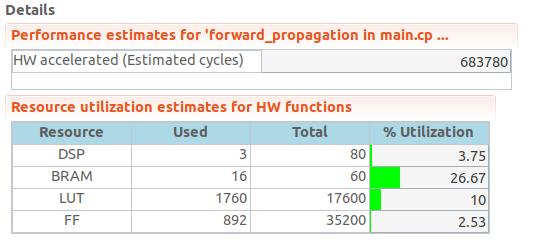 Details
Performance estimates for 'forward_propagation in main.cp ...
HW accelerated (Estimated cycles) 683780
Resource utilization estimates for HW functions
Resource Used Total % Utilization
DSP 3 80 3.75
BRAM 16 60 26.67
LUT 1760 17600 10
FF 892 35200 2.53